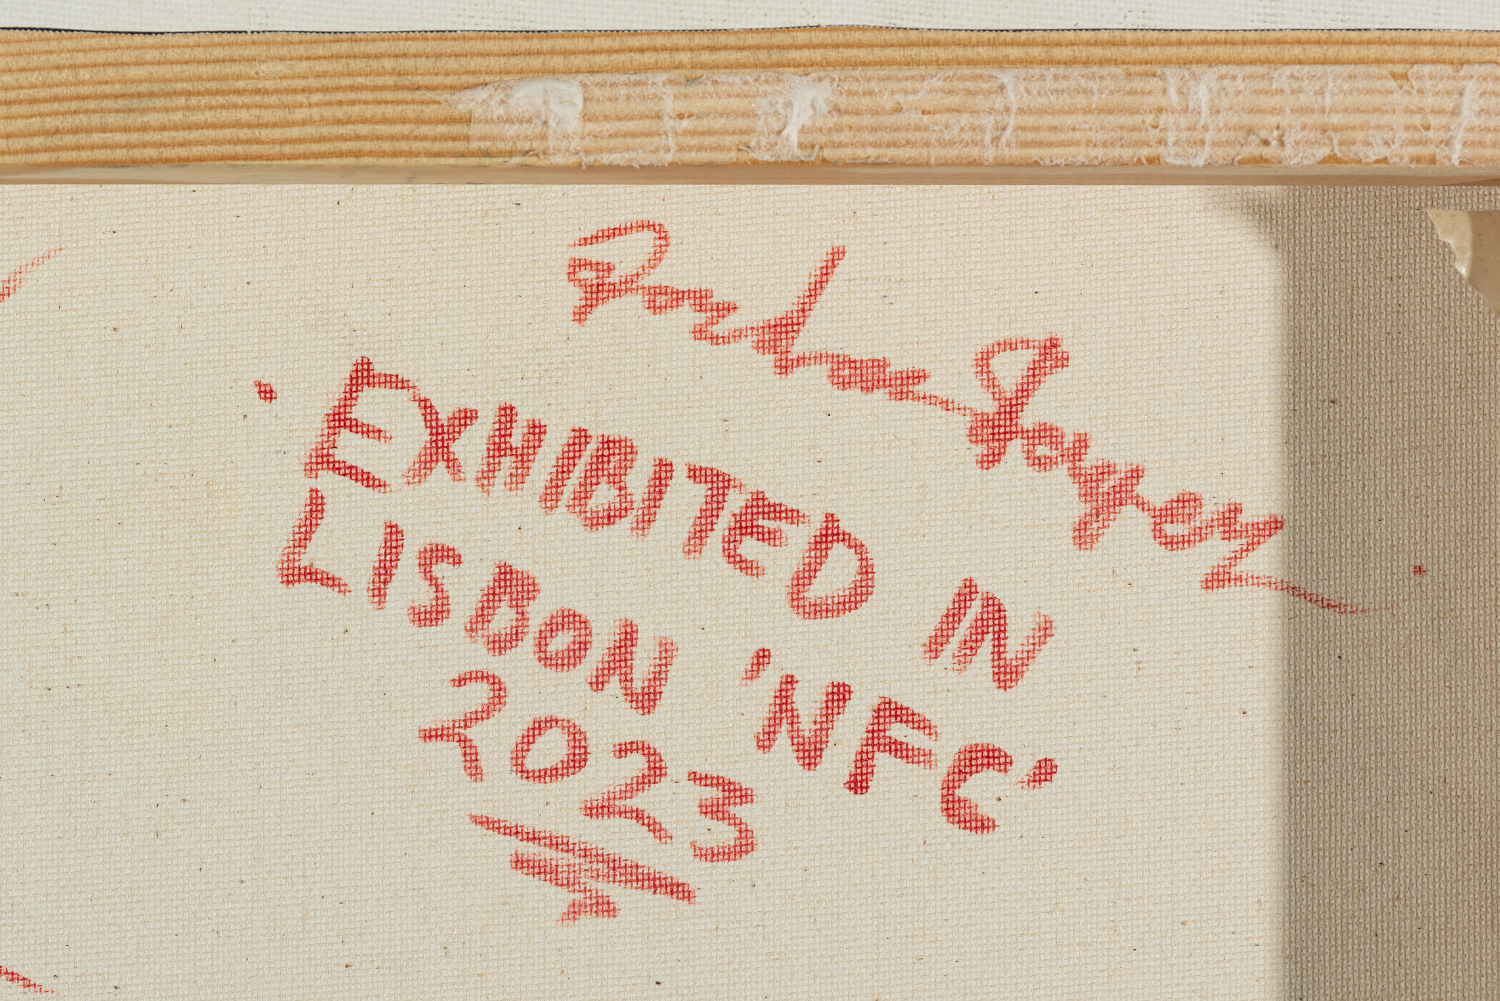 EXHIBITED IN
LISBON 'NFC'
2023